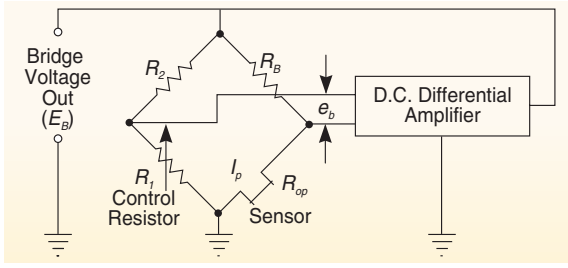 Bridge
Voltage
Out
(E_B)
R_2
R_B
e_b
D.C. Differential
Amplifier
R_1
Control
Resistor
I_p
R_op
Sensor